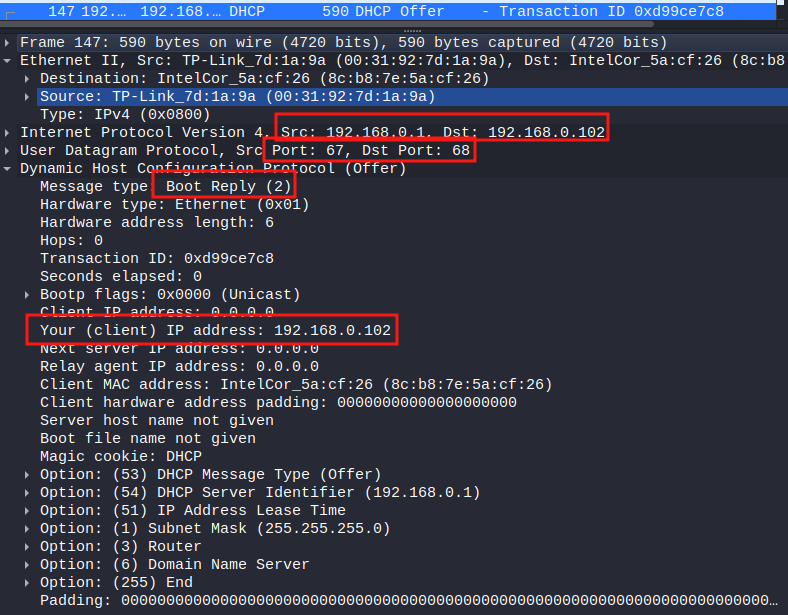 147 192.… 192.168.… DHCP 590 DHCP Offer - Transaction ID 0xd99ce7c8
Frame 147: 590 bytes on wire (4720 bits), 590 bytes captured (4720 bits)
Ethernet II, Src: TP-Link_7d:1a:9a (00:31:92:7d:1a:9a), Dst: IntelCor_5a:cf:26 (8c:b8
Destination: IntelCor_5a:cf:26 (8c:b8:7e:5a:cf:26)
Source: TP-Link_7d:1a:9a (00:31:92:7d:1a:9a)
Type: IPv4 (0x0800)
Internet Protocol Version 4, Src: 192.168.0.1, Dst: 192.168.0.102
User Datagram Protocol, Src Port: 67, Dst Port: 68
Dynamic Host Configuration Protocol (Offer)
Message type: Boot Reply (2)
Hardware type: Ethernet (0x01)
Hardware address length: 6
Hops: 0
Transaction ID: 0xd99ce7c8
Seconds elapsed: 0
Bootp flags: 0x0000 (Unicast)
Client IP address: 0.0.0.0
Your (client) IP address: 192.168.0.102
Next server IP address: 0.0.0.0
Relay agent IP address: 0.0.0.0
Client MAC address: IntelCor_5a:cf:26 (8c:b8:7e:5a:cf:26)
Client hardware address padding: 00000000000000000000
Server host name not given
Boot file name not given
Magic cookie: DHCP
Option: (53) DHCP Message Type (Offer)
Option: (54) DHCP Server Identifier (192.168.0.1)
Option: (51) IP Address Lease Time
Option: (1) Subnet Mask (255.255.255.0)
Option: (3) Router
Option: (6) Domain Name Server
Option: (255) End
Padding: 000000000000000000000000000000000000000000000000000000000000000000000000…